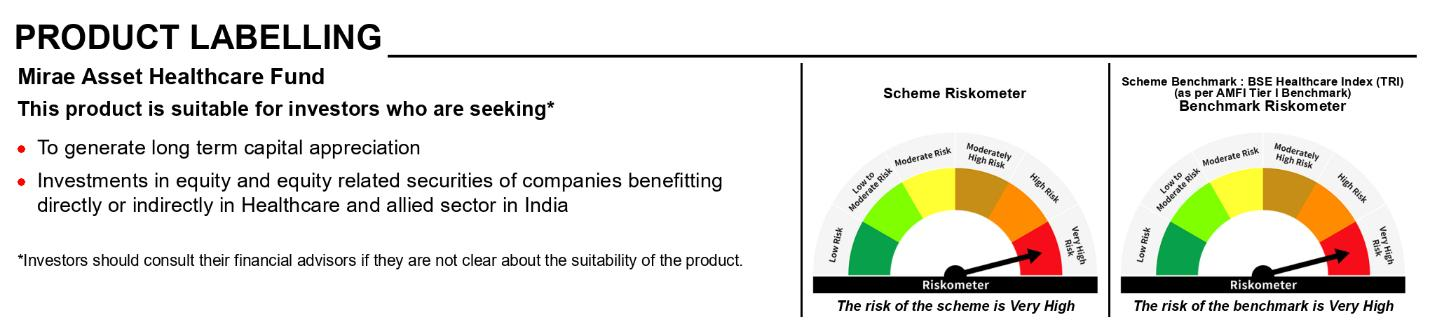 PRODUCT LABELLING
Mirae Asset Healthcare Fund
This product is suitable for investors who are seeking*
• To generate long term capital appreciation
• Investments in equity and equity related securities of companies benefitting
directly or indirectly in Healthcare and allied sector in India
*Investors should consult their financial advisors if they are not clear about the suitability of the product.
Scheme Riskometer
Low Risk
Low to
Moderate Risk
Moderate Risk
Moderately
High Risk
High Risk
Very High
Risk
Riskometer
The risk of the scheme is Very High
Scheme Benchmark : BSE Healthcare Index (TRI)
(as per AMFI Tier I Benchmark)
Benchmark Riskometer
Low Risk
Low to
Moderate Risk
Moderate Risk
Moderately
High Risk
High Risk
Very High
Risk
Riskometer
The risk of the benchmark is Very High